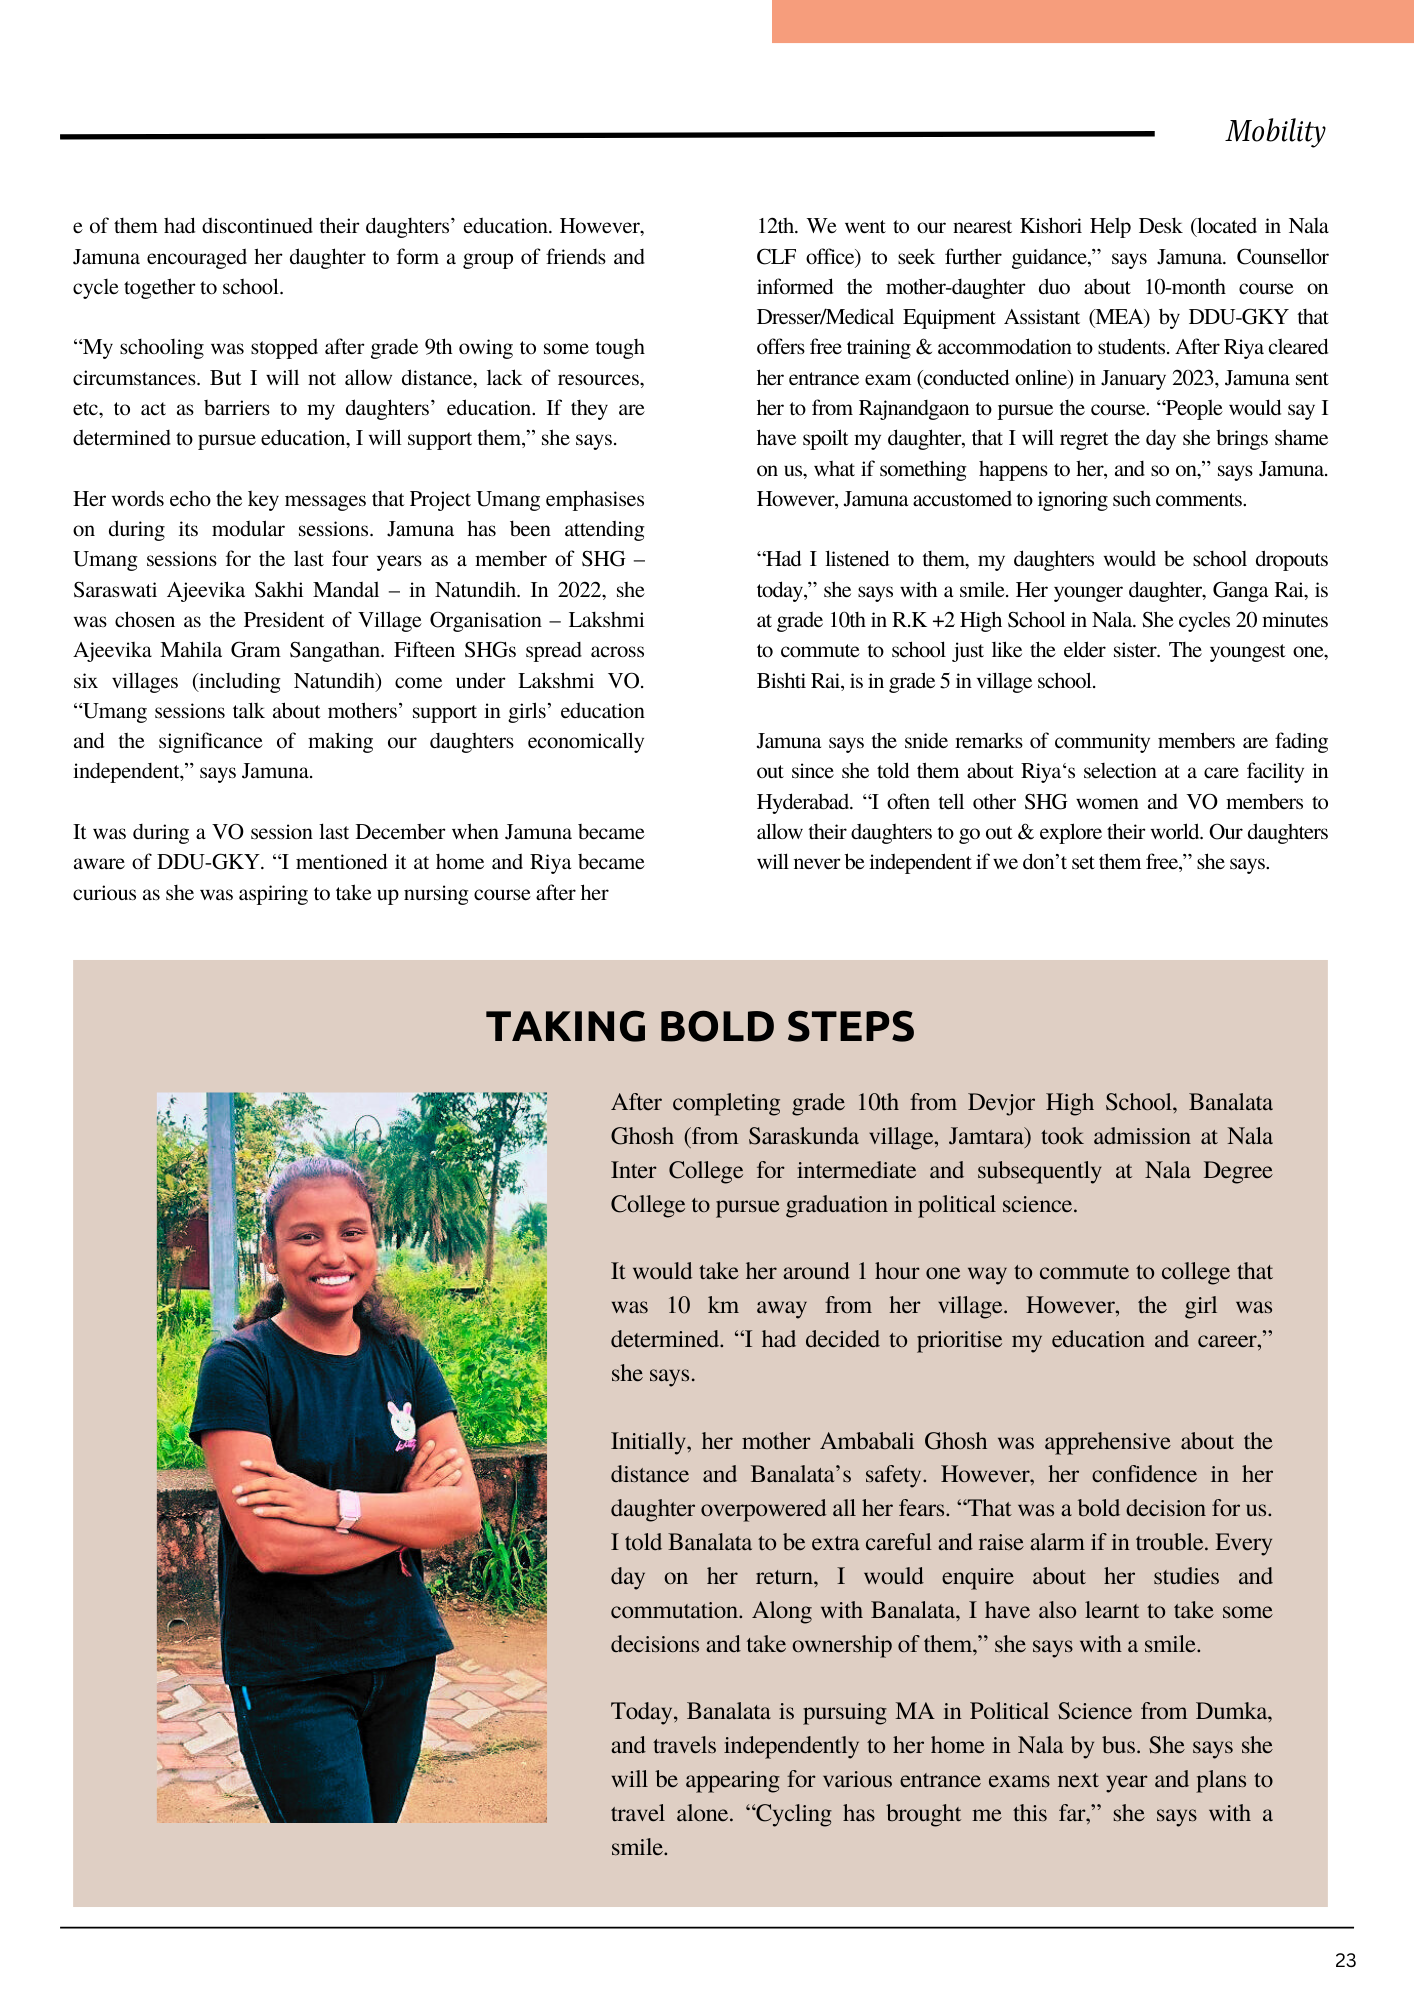 Mobility
e of them had discontinued their daughters’ education. However,
Jamuna encouraged her daughter to form a group of friends and
cycle together to school.
“My schooling was stopped after grade 9th owing to some tough
circumstances. But I will not allow distance, lack of resources,
etc, to act as barriers to my daughters’ education. If they are
determined to pursue education, I will support them,” she says.
Her words echo the key messages that Project Umang emphasises
on during its modular sessions. Jamuna has been attending
Umang sessions for the last four years as a member of SHG –
Saraswati Ajeevika Sakhi Mandal – in Natundih. In 2022, she
was chosen as the President of Village Organisation – Lakshmi
Ajeevika Mahila Gram Sangathan. Fifteen SHGs spread across
six villages (including Natundih) come under Lakshmi VO.
“Umang sessions talk about mothers’ support in girls’ education
and the significance of making our daughters economically
independent,” says Jamuna.
It was during a VO session last December when Jamuna became
aware of DDU-GKY. “I mentioned it at home and Riya became
curious as she was aspiring to take up nursing course after her
12th. We went to our nearest Kishori Help Desk (located in Nala
CLF office) to seek further guidance,” says Jamuna. Counsellor
informed the mother-daughter duo about 10-month course on
Dresser/Medical Equipment Assistant (MEA) by DDU-GKY that
offers free training & accommodation to students. After Riya cleared
her entrance exam (conducted online) in January 2023, Jamuna sent
her to from Rajnandgaon to pursue the course. “People would say I
have spoilt my daughter, that I will regret the day she brings shame
on us, what if something happens to her, and so on,” says Jamuna.
However, Jamuna accustomed to ignoring such comments.
“Had I listened to them, my daughters would be school dropouts
today,” she says with a smile. Her younger daughter, Ganga Rai, is
at grade 10th in R.K +2 High School in Nala. She cycles 20 minutes
to commute to school just like the elder sister. The youngest one,
Bishti Rai, is in grade 5 in village school.
Jamuna says the snide remarks of community members are fading
out since she told them about Riya‘s selection at a care facility in
Hyderabad. “I often tell other SHG women and VO members to
allow their daughters to go out & explore their world. Our daughters
will never be independent if we don’t set them free,” she says.
TAKING BOLD STEPS
After completing grade 10th from Devjor High School, Banalata
Ghosh (from Saraskunda village, Jamtara) took admission at Nala
Inter College for intermediate and subsequently at Nala Degree
College to pursue graduation in political science.
It would take her around 1 hour one way to commute to college that
was 10 km away from her village. However, the girl was
determined. “I had decided to prioritise my education and career,”
she says.
Initially, her mother Ambabali Ghosh was apprehensive about the
distance and Banalata’s safety. However, her confidence in her
daughter overpowered all her fears. “That was a bold decision for us.
I told Banalata to be extra careful and raise alarm if in trouble. Every
day on her return, I would enquire about her studies and
commutation. Along with Banalata, I have also learnt to take some
decisions and take ownership of them,” she says with a smile.
Today, Banalata is pursuing MA in Political Science from Dumka,
and travels independently to her home in Nala by bus. She says she
will be appearing for various entrance exams next year and plans to
travel alone. “Cycling has brought me this far,” she says with a
smile.
23